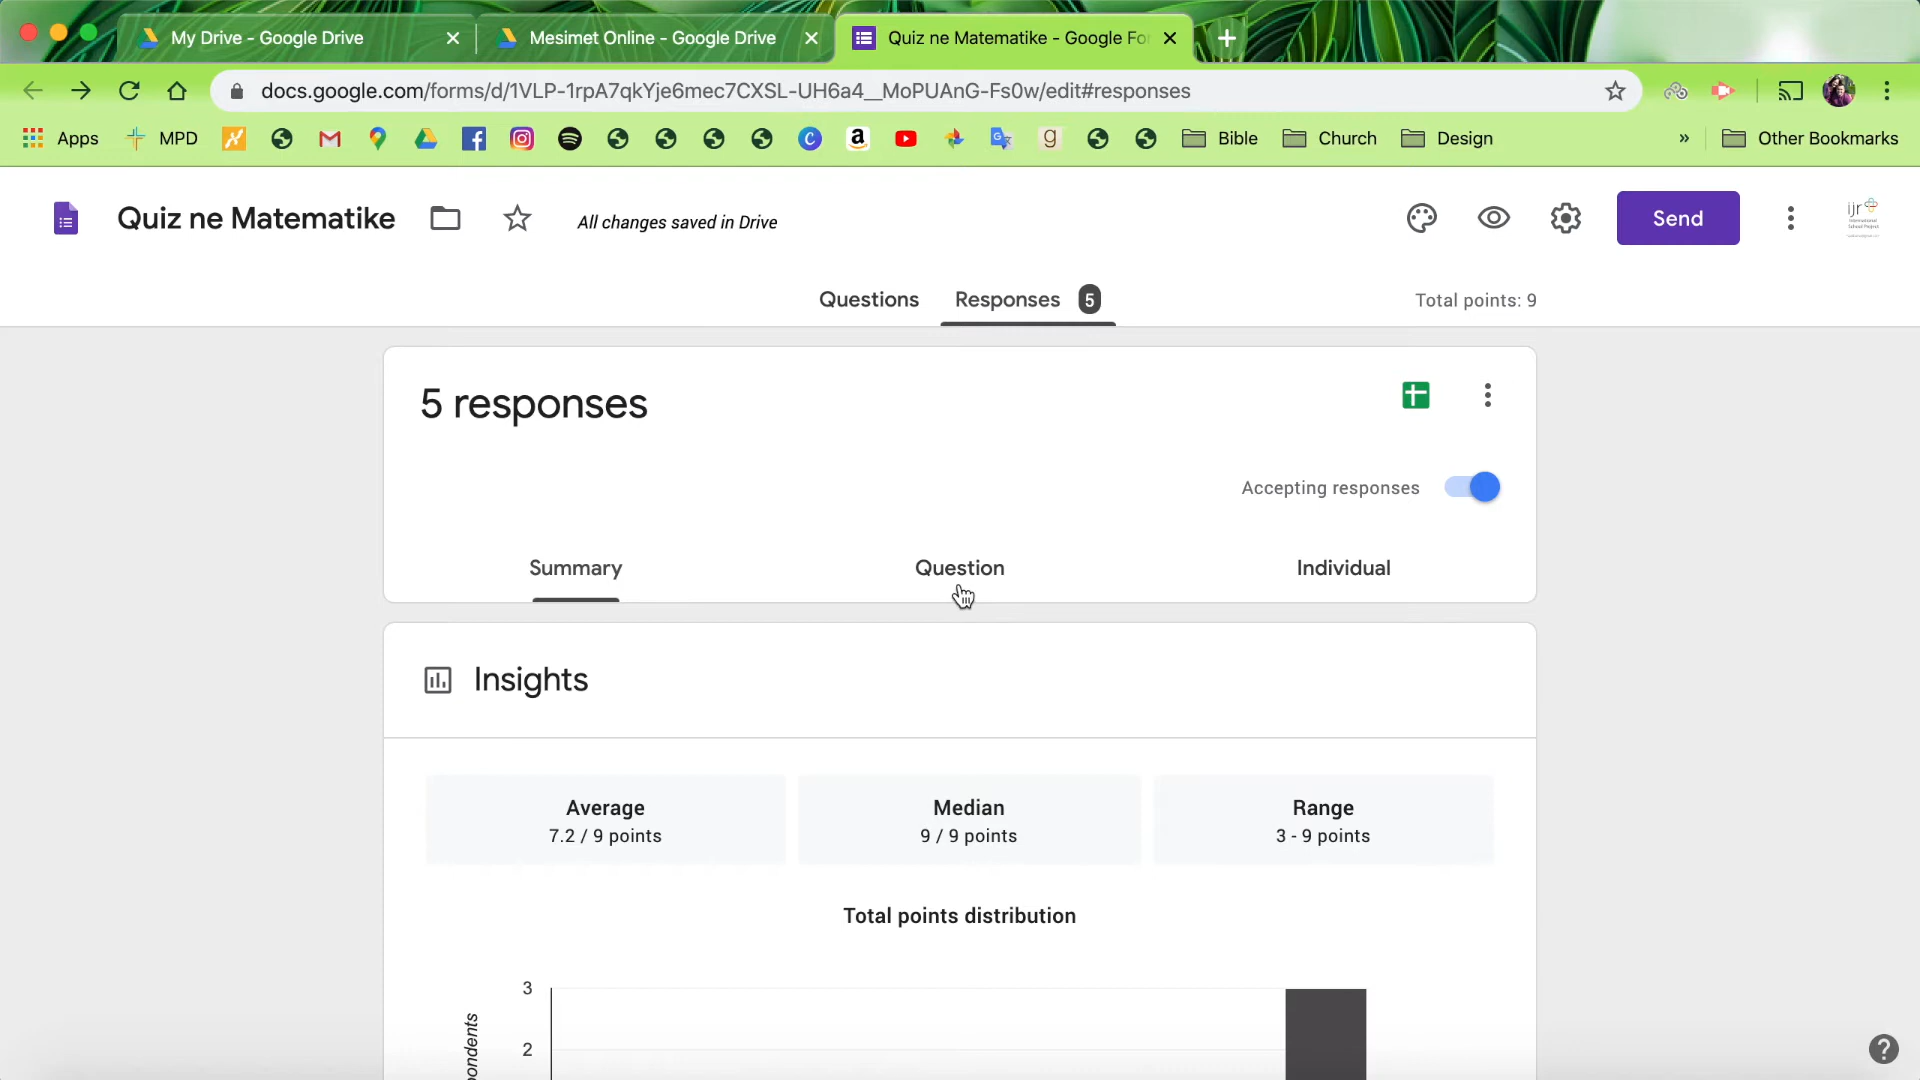 My Drive - Google Drive
Mesimet Online - Google Drive
Quiz ne Matematike - Google Fo
docs.google.com/forms/d/1VLP-1rpA7qkYje6mec7CXSL-UH6a4__MoPUAnG-Fs0w/edit#responses
Apps
MPD
Bible
Church
Design
Other Bookmarks
Quiz ne Matematike
All changes saved in Drive
Send
ijr
Questions
Responses 5
Total points: 9
5 responses
Accepting responses
Summary
Question
Individual
Insights
Average
7.2 / 9 points
Median
9 / 9 points
Range
3 - 9 points
Total points distribution
3
2